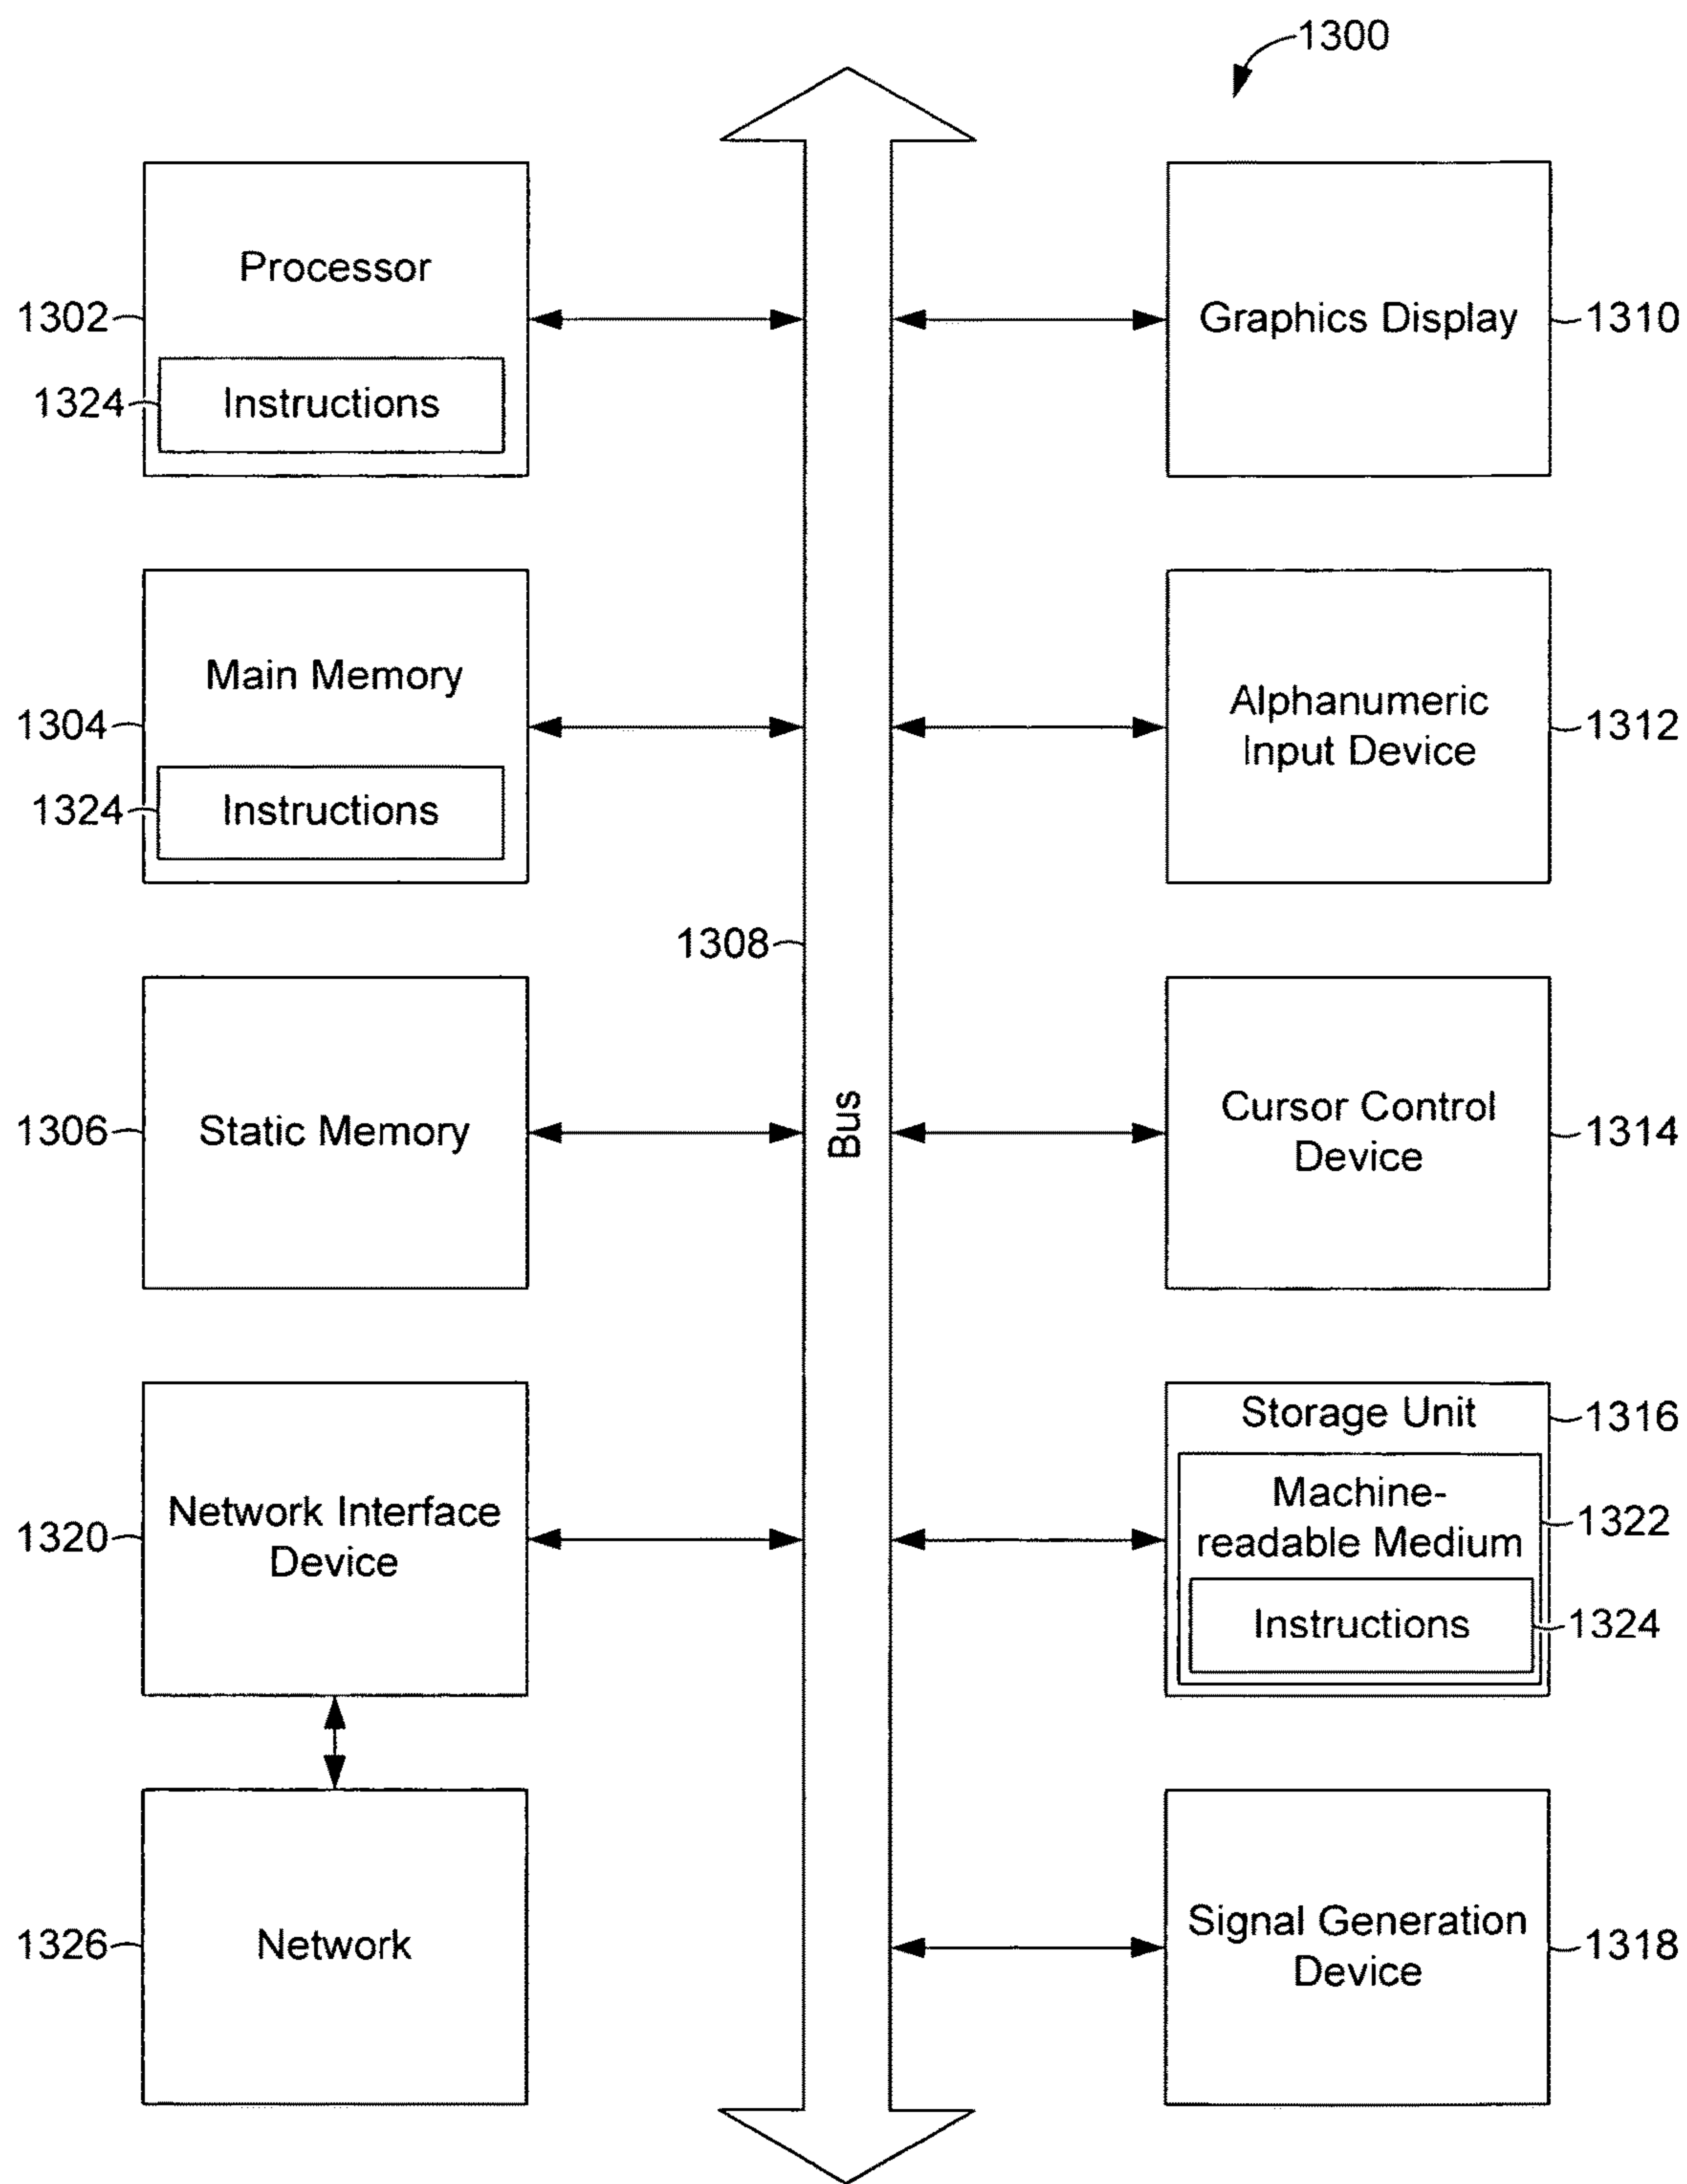 1300
Processor
1302
1324
Instructions
Graphics Display
1310
Main Memory
1304
1324
Instructions
Alphanumeric
Input Device
1312
1308
Bus
Static Memory
1306
Cursor Control
Device
1314
Network Interface
Device
1320
Storage Unit
1316
Machine-
readable Medium
1322
Instructions
1324
Network
1326
Signal Generation
Device
1318